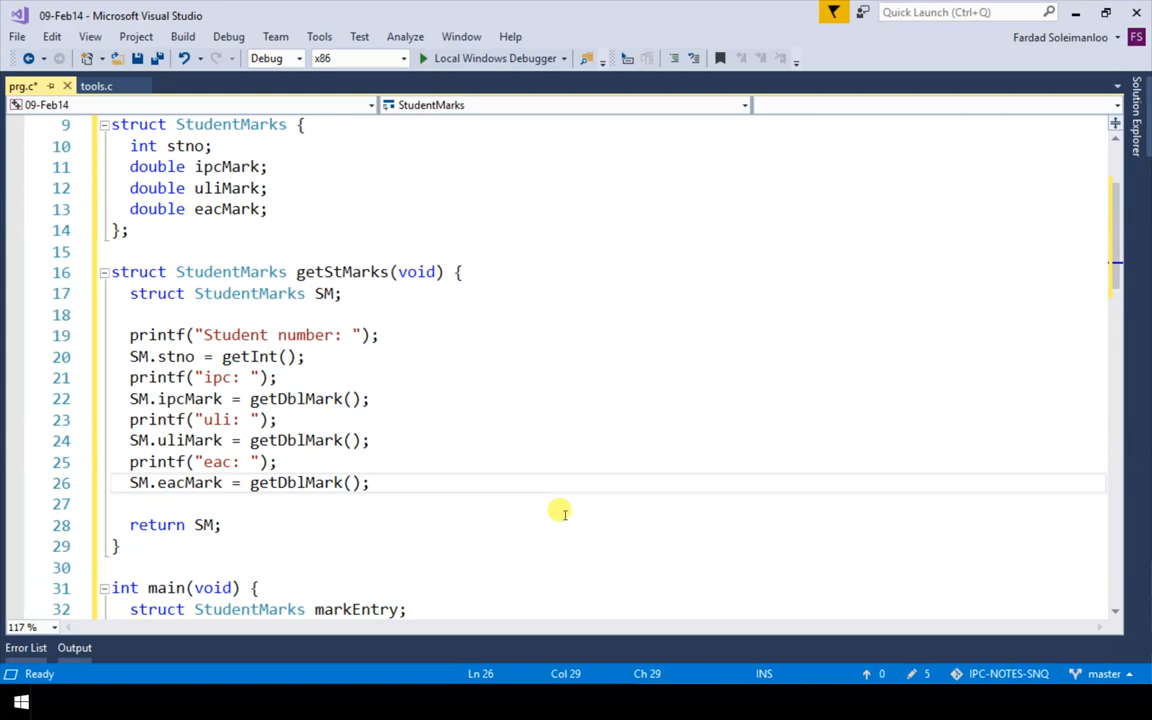 09-Feb14 - Microsoft Visual Studio
Quick Launch (Ctrl+Q)
File Edit View Project Build Debug Team Tools Test Analyze Window Help
Fardad Soleimanloo FS
Debug x86 Local Windows Debugger
prg.c* tools.c
09-Feb14 StudentMarks
Solution Explorer
9 struct StudentMarks {
10 int stno;
11 double ipcMark;
12 double uliMark;
13 double eacMark;
14 };
15
16 struct StudentMarks getStMarks(void) {
17 struct StudentMarks SM;
18
19 printf("Student number: ");
20 SM.stno = getInt();
21 printf("ipc: ");
22 SM.ipcMark = getDblMark();
23 printf("uli: ");
24 SM.uliMark = getDblMark();
25 printf("eac: ");
26 SM.eacMark = getDblMark();
27
28 return SM;
29 }
30
31 int main(void) {
32 struct StudentMarks markEntry;
117 %
Error List Output
Ready Ln 26 Col 29 Ch 29 INS 0 5 IPC-NOTES-SNQ master